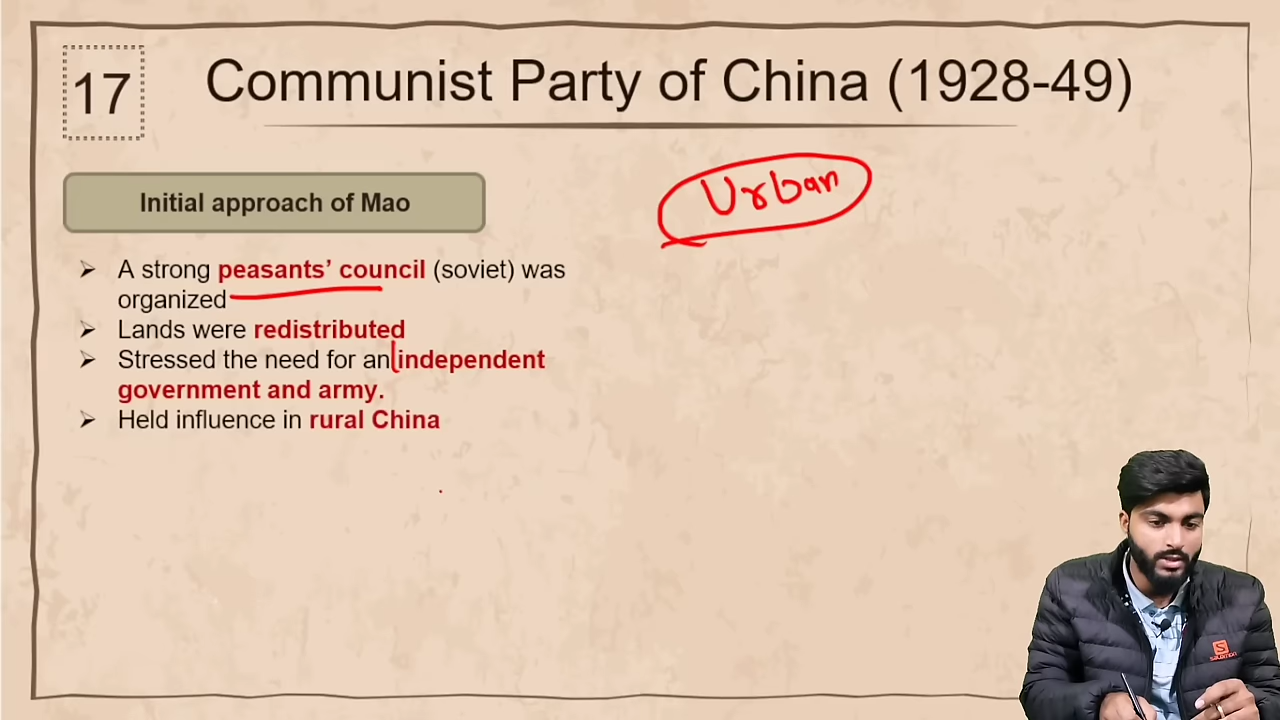 17
Communist Party of China (1928-49)
Urban
Initial approach of Mao
➢ A strong peasants’ council (soviet) was
organized
➢ Lands were redistributed
➢ Stressed the need for an independent
government and army.
➢ Held influence in rural China
S
salomon